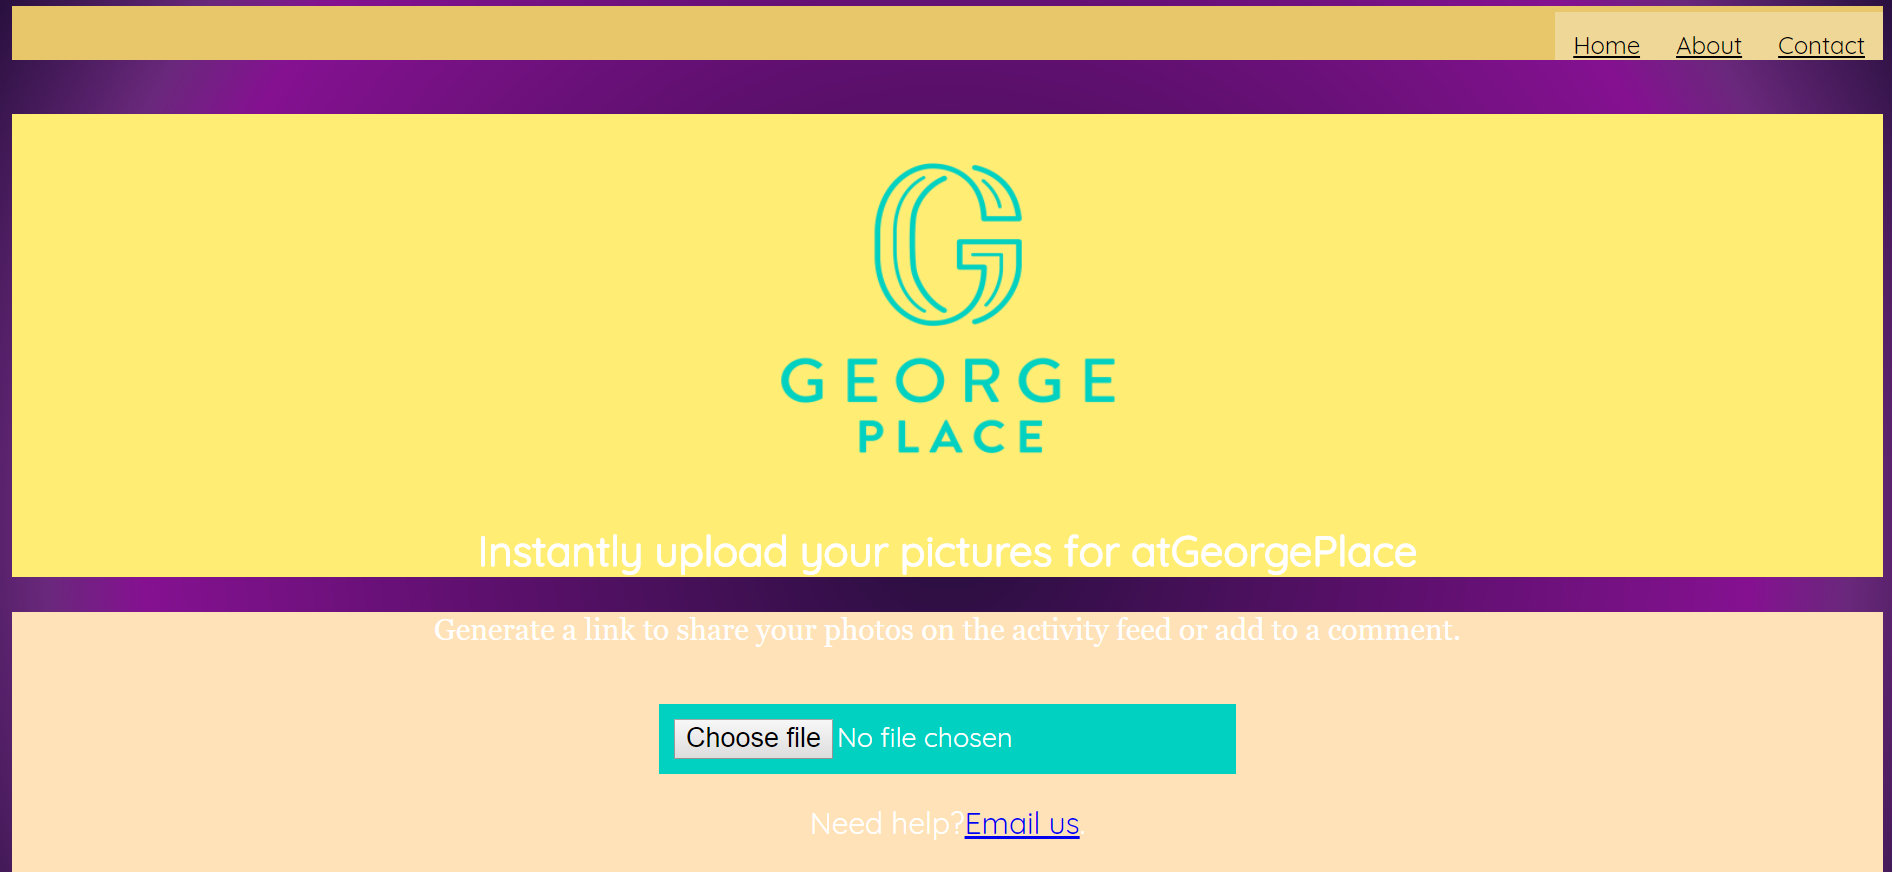 Home About Contact
G
GEORGE
PLACE
Instantly upload your pictures for atGeorgePlace
Generate a link to share your photos on the activity feed or add to a comment.
Choose file No file chosen
Need help?Email us.